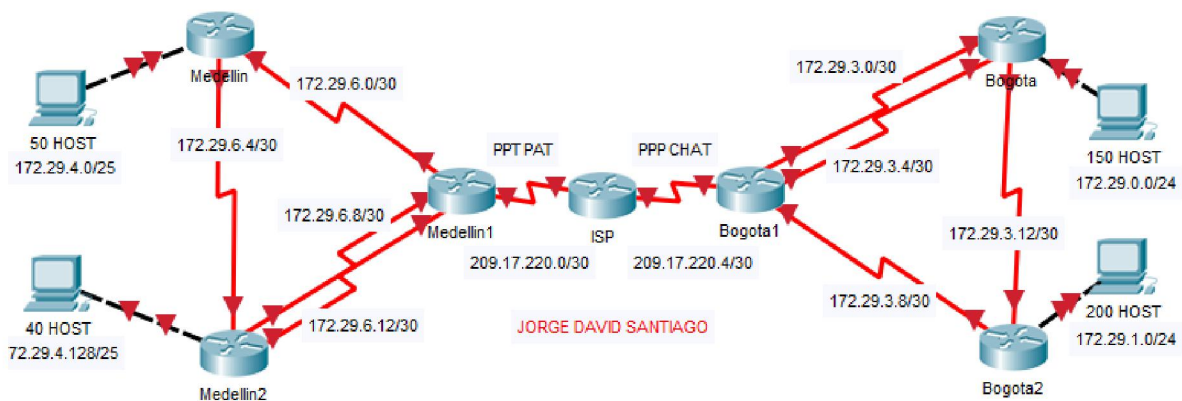 Medellin
172.29.6.0/30
50 HOST
172.29.4.0/25
172.29.6.4/30
172.29.6.8/30
Medellin1
40 HOST
72.29.4.128/25
172.29.6.12/30
Medellin2
PPT PAT
PPP CHAT
ISP
209.17.220.0/30
209.17.220.4/30
JORGE DAVID SANTIAGO
172.29.3.0/30
Bogota
150 HOST
172.29.0.0/24
172.29.3.4/30
Bogota1
172.29.3.12/30
172.29.3.8/30
200 HOST
172.29.1.0/24
Bogota2